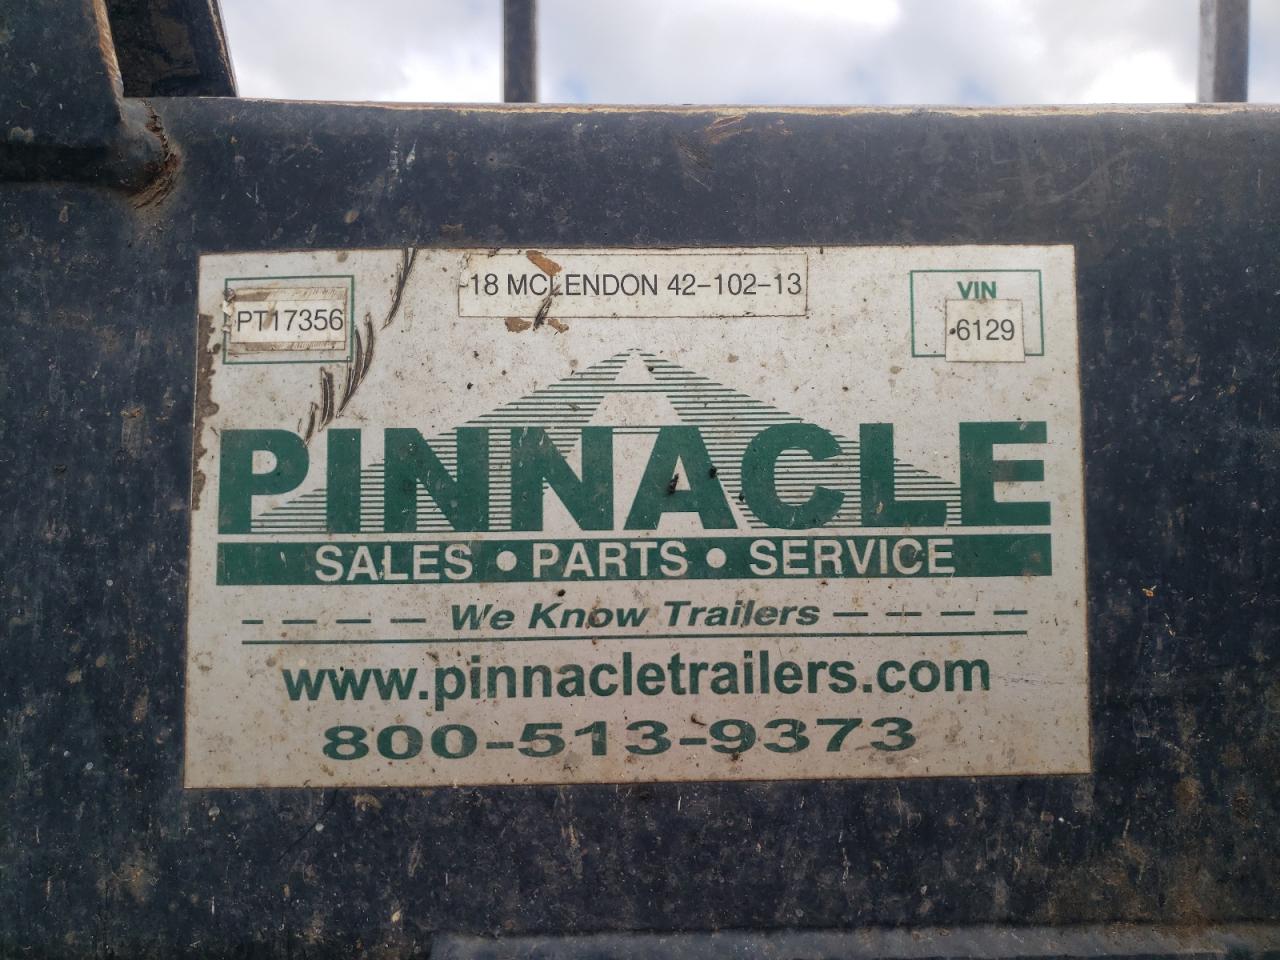 PT17356
18 MCLENDON 42-102-13
VIN
6129
PINNACLE
SALES • PARTS • SERVICE
We Know Trailers
www.pinnacletrailers.com
800-513-9373